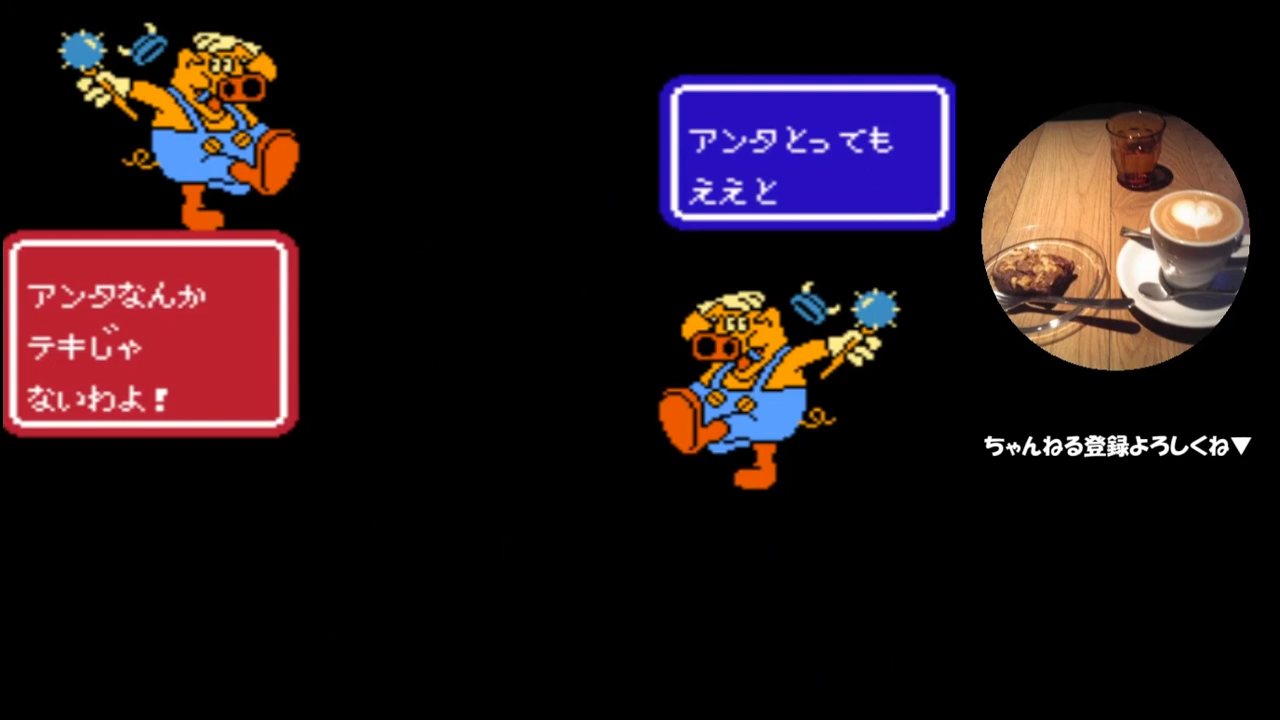 アンタなんか
テキじゃ
ないわよ!
アンタとっても
ええと
ちゃんねる登録よろしくね▼